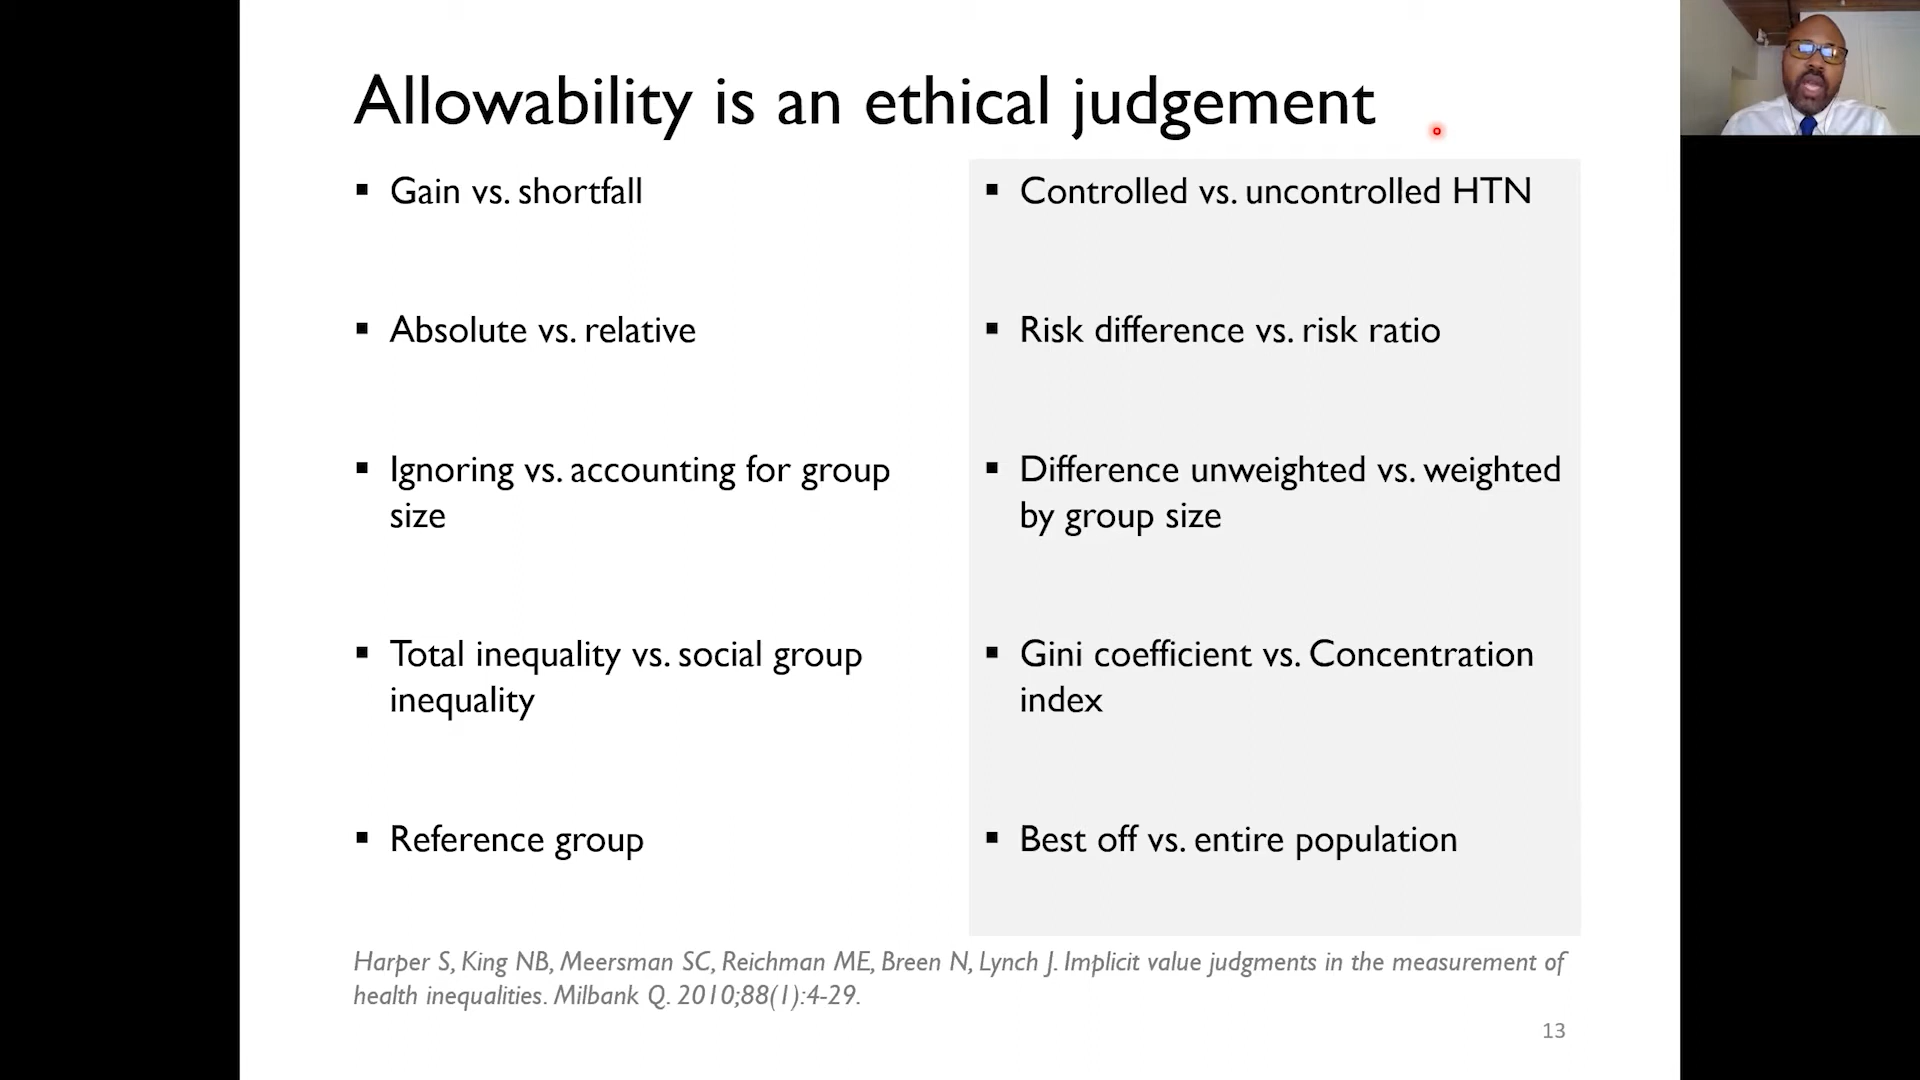 Allowability is an ethical judgement
▪ Gain vs. shortfall
▪ Absolute vs. relative
▪ Ignoring vs. accounting for group
size
▪ Total inequality vs. social group
inequality
▪ Reference group
▪ Controlled vs. uncontrolled HTN
▪ Risk difference vs. risk ratio
▪ Difference unweighted vs. weighted
by group size
▪ Gini coefficient vs. Concentration
index
▪ Best off vs. entire population
Harper S, King NB, Meersman SC, Reichman ME, Breen N, Lynch J. Implicit value judgments in the measurement of
health inequalities. Milbank Q. 2010;88(1):4-29.
13